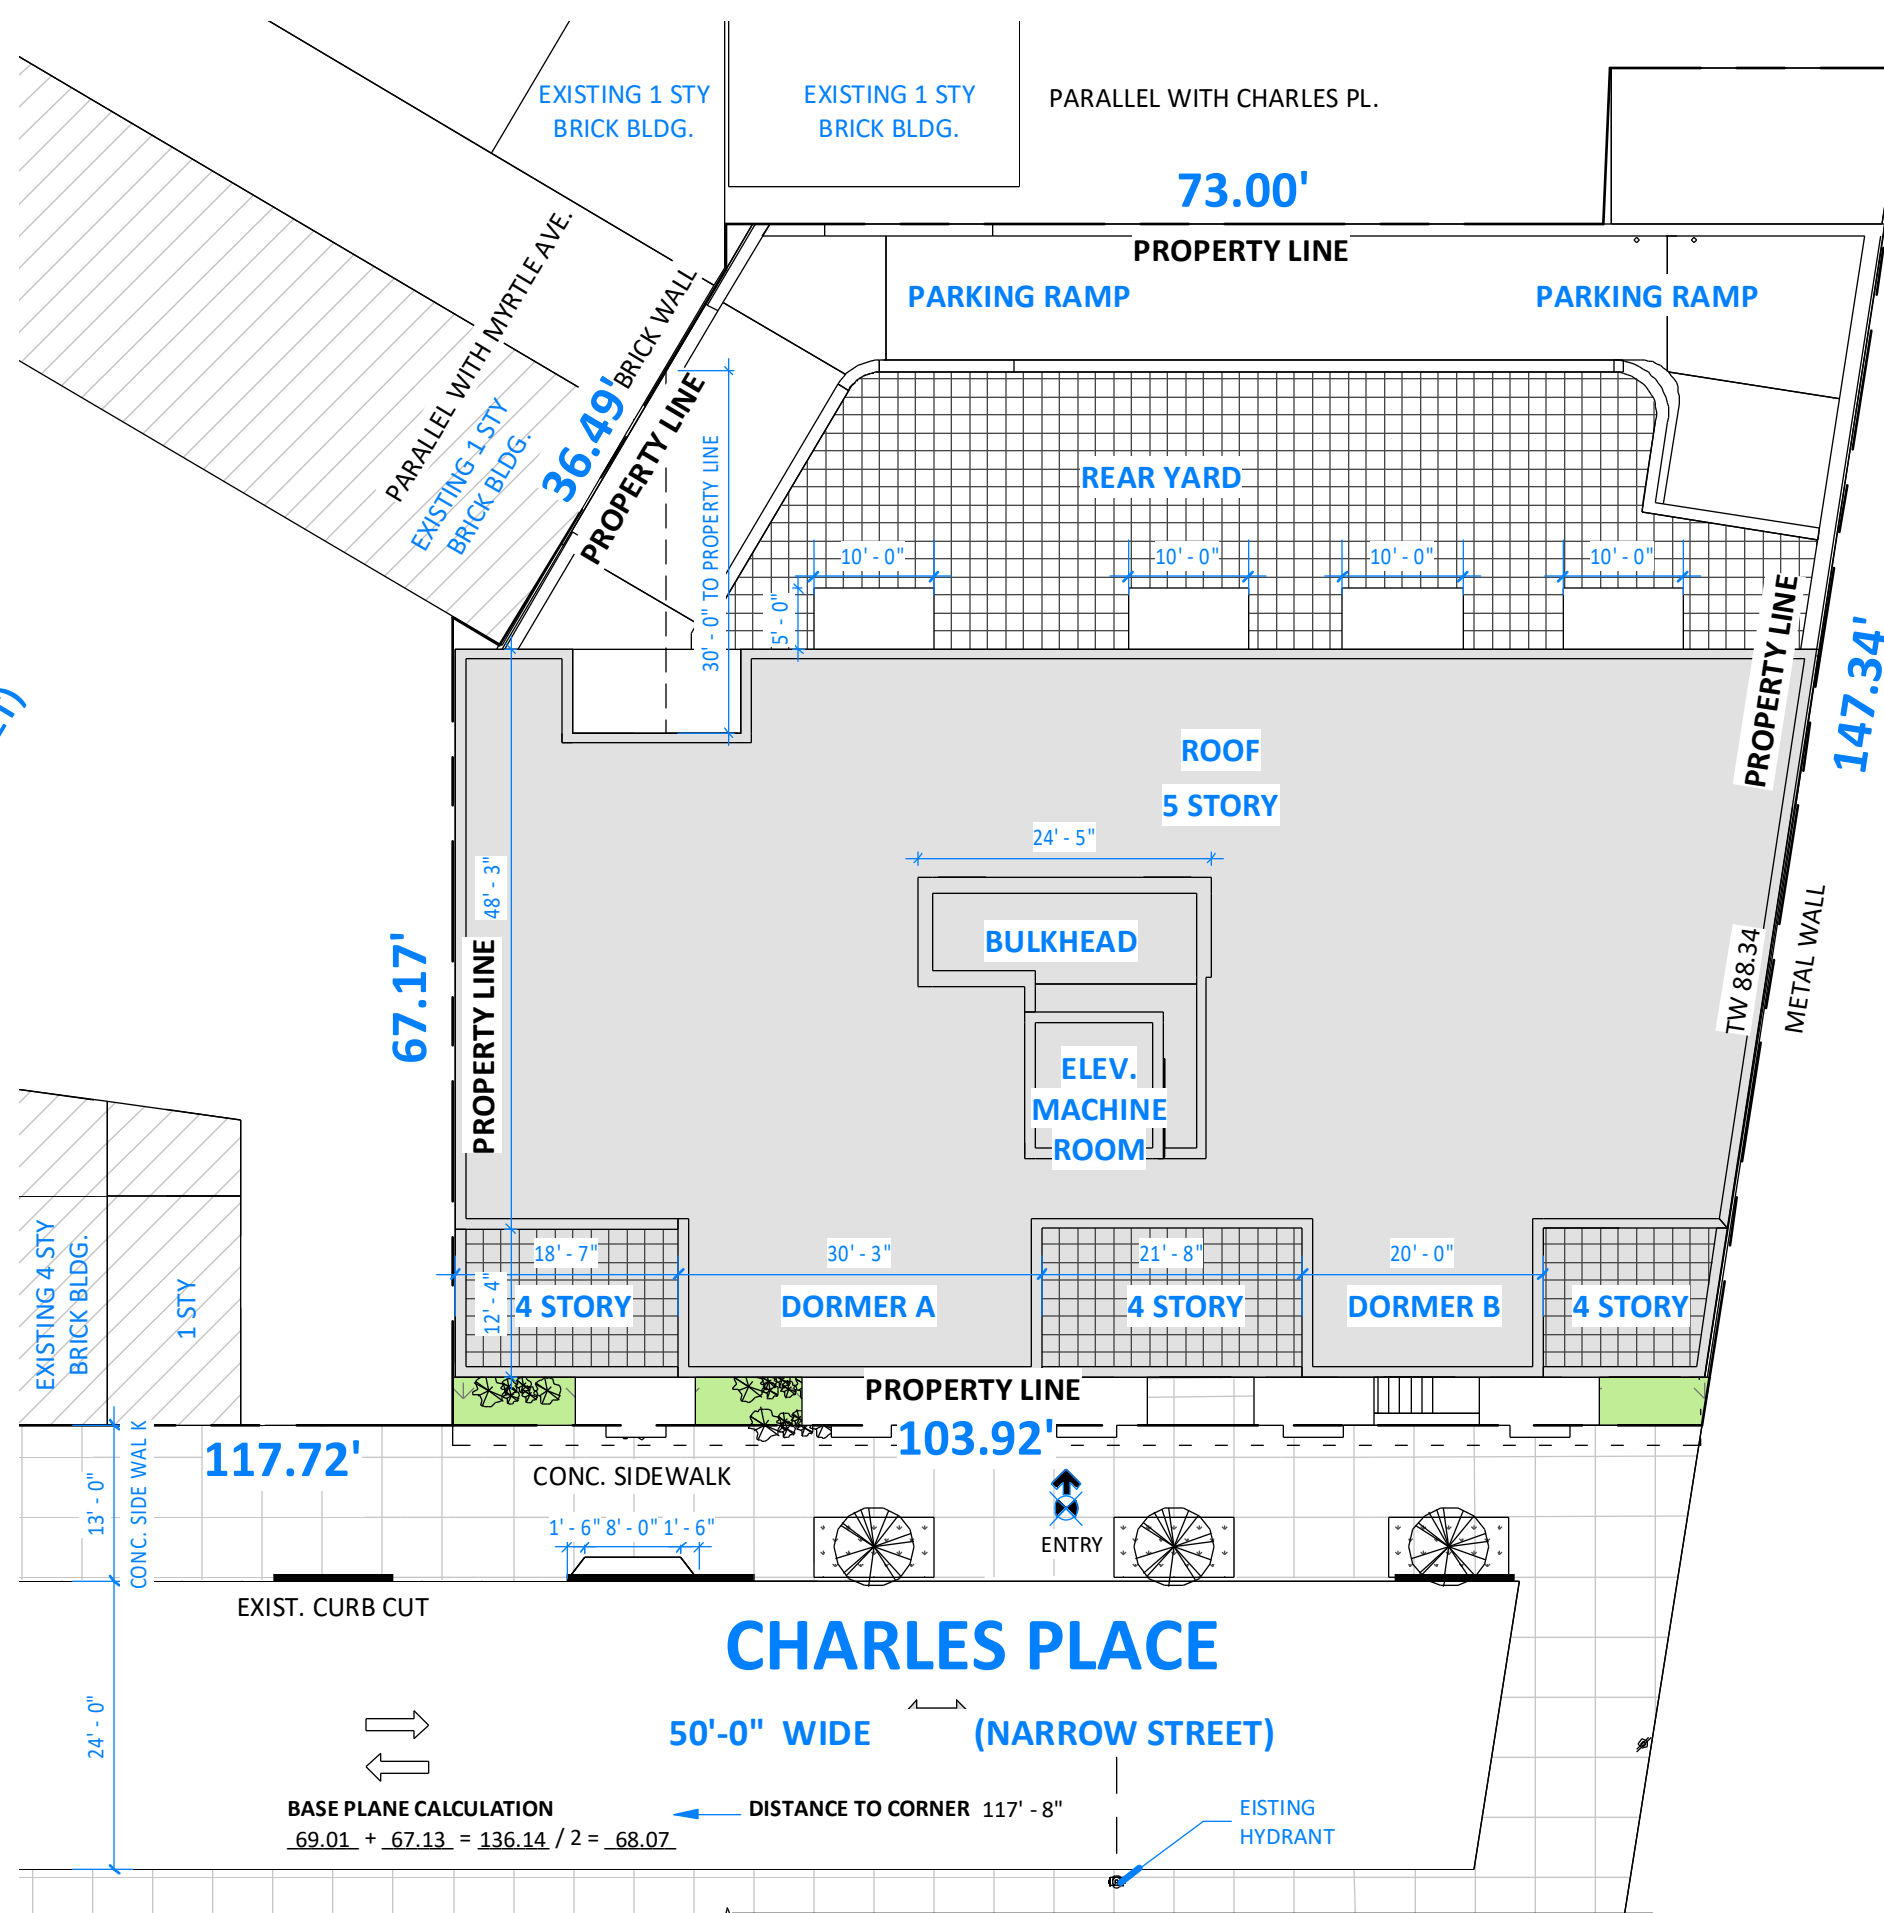 EXISTING 1 STY
BRICK BLDG.
EXISTING 1 STY
BRICK BLDG.
PARALLEL WITH CHARLES PL.
73.00'
PROPERTY LINE
PARKING RAMP
PARKING RAMP
PARALLEL WITH MYRTLE AVE.
BRICK WALL
36.49'
PROPERTY LINE
EXISTING 1 STY
BRICK BLDG.
30' - 0" TO PROPERTY LINE
REAR YARD
10' - 0"
10' - 0"
10' - 0"
10' - 0"
5' - 0"
PROPERTY LINE
147.34'
ROOF
5 STORY
24' - 5"
48' - 3"
BULKHEAD
67.17'
PROPERTY LINE
TW 88.34
METAL WALL
ELEV.
MACHINE
ROOM
EXISTING 4 STY
BRICK BLDG.
1 STY
18' - 7"
30' - 3"
21' - 8"
20' - 0"
12' - 4"
4 STORY
DORMER A
4 STORY
DORMER B
4 STORY
PROPERTY LINE
103.92'
117.72'
CONC. SIDEWALK
13' - 0"
CONC. SIDE WAL K
1' - 6" 8' - 0" 1' - 6"
ENTRY
EXIST. CURB CUT
CHARLES PLACE
24' - 0"
50'-0" WIDE (NARROW STREET)
BASE PLANE CALCULATION
69.01 + 67.13 = 136.14 / 2 = 68.07
DISTANCE TO CORNER 117' - 8"
EISTING
HYDRANT